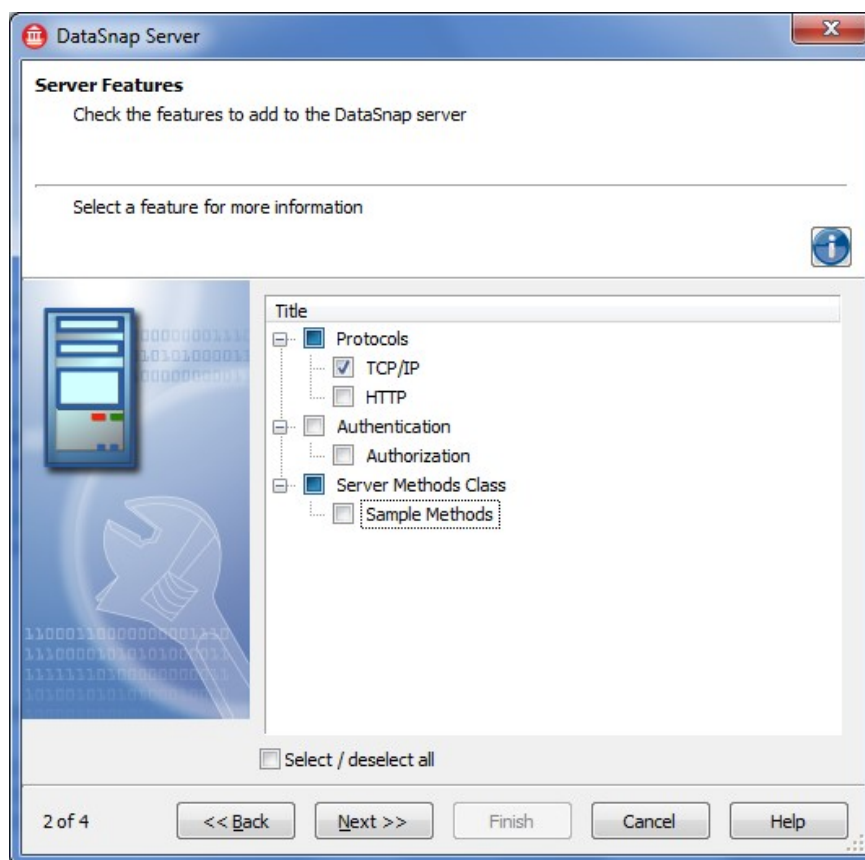 DataSnap Server
Server Features
Check the features to add to the DataSnap server
Select a feature for more information
Title
Protocols
TCP/IP
HTTP
Authentication
Authorization
Server Methods Class
Sample Methods
Select / deselect all
2 of 4
<< Back
Next >>
Finish
Cancel
Help